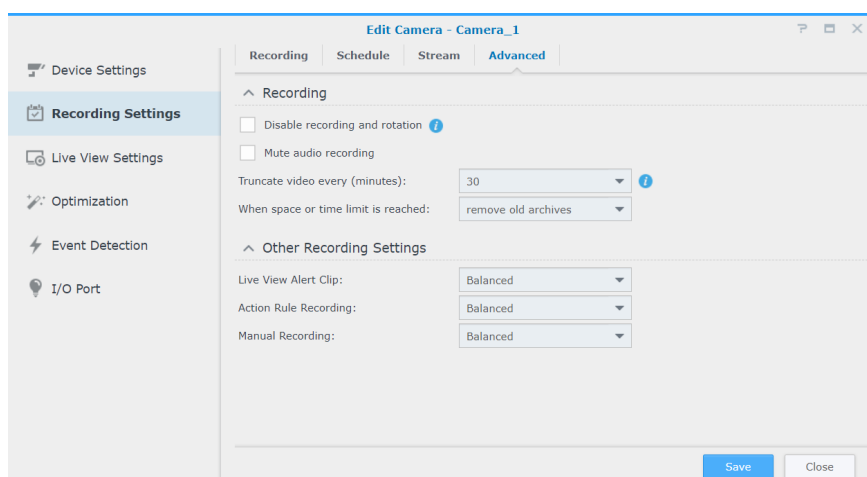 Edit Camera - Camera_1
?
Recording Schedule Stream Advanced
Device Settings
Recording Settings
Live View Settings
Optimization
Event Detection
I/O Port
Recording
Disable recording and rotation i
Mute audio recording
Truncate video every (minutes): 30 i
When space or time limit is reached: remove old archives
Other Recording Settings
Live View Alert Clip: Balanced
Action Rule Recording: Balanced
Manual Recording: Balanced
Save Close